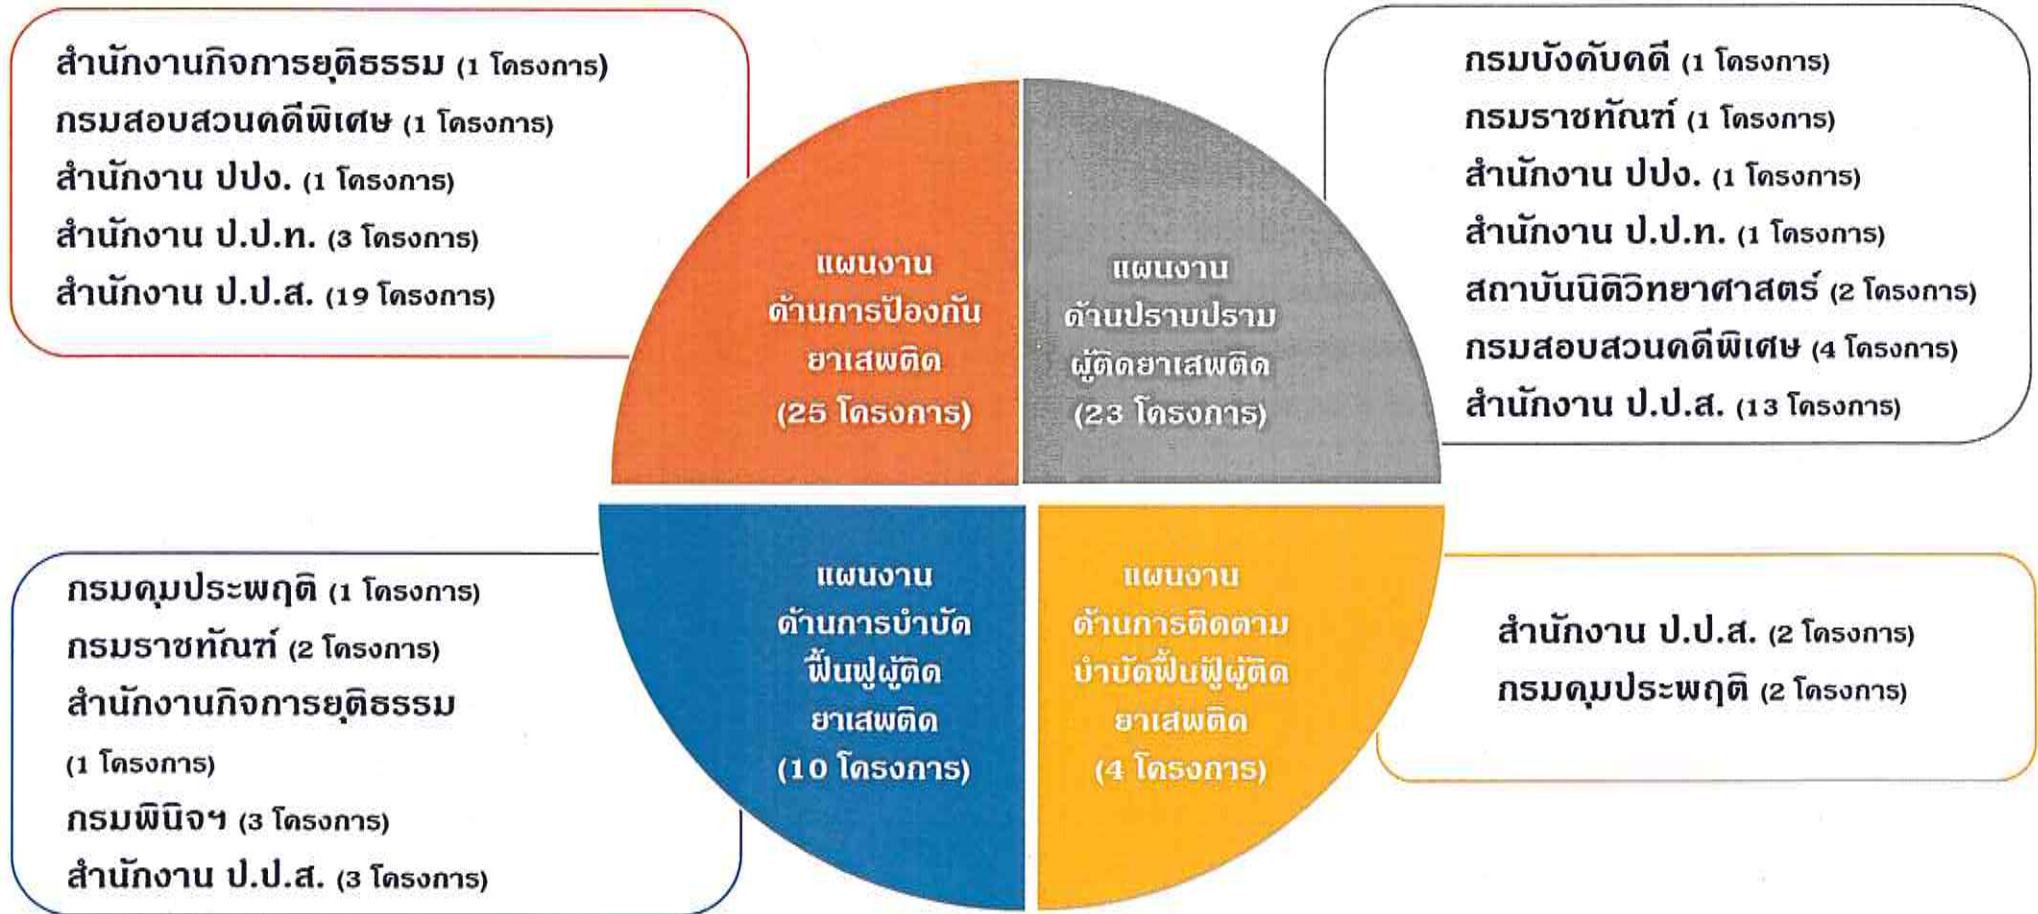 สำนักงานกิจการยุติธรรม (1 โครงการ)
กรมสอบสวนคดีพิเศษ (1 โครงการ)
สำนักงาน ปปง. (1 โครงการ)
สำนักงาน ป.ป.ท. (3 โครงการ)
สำนักงาน ป.ป.ส. (19 โครงการ)
แผนงาน
ด้านการป้องกัน
ยาเสพติด
(25 โครงการ)
แผนงาน
ด้านปราบปราม
ผู้ติดยาเสพติด
(23 โครงการ)
กรมบังคับคดี (1 โครงการ)
กรมราชทัณฑ์ (1 โครงการ)
สำนักงาน ปปง. (1 โครงการ)
สำนักงาน ป.ป.ท. (1 โครงการ)
สถาบันนิติวิทยาศาสตร์ (2 โครงการ)
กรมสอบสวนคดีพิเศษ (4 โครงการ)
สำนักงาน ป.ป.ส. (13 โครงการ)
กรมคุมประพฤติ (1 โครงการ)
กรมราชทัณฑ์ (2 โครงการ)
สำนักงานกิจการยุติธรรม
(1 โครงการ)
กรมพินิจฯ (3 โครงการ)
สำนักงาน ป.ป.ส. (3 โครงการ)
แผนงาน
ด้านการบำบัด
ฟื้นฟูผู้ติด
ยาเสพติด
(10 โครงการ)
แผนงาน
ด้านการติดตาม
บำบัดฟื้นฟูผู้ติด
ยาเสพติด
(4 โครงการ)
สำนักงาน ป.ป.ส. (2 โครงการ)
กรมคุมประพฤติ (2 โครงการ)